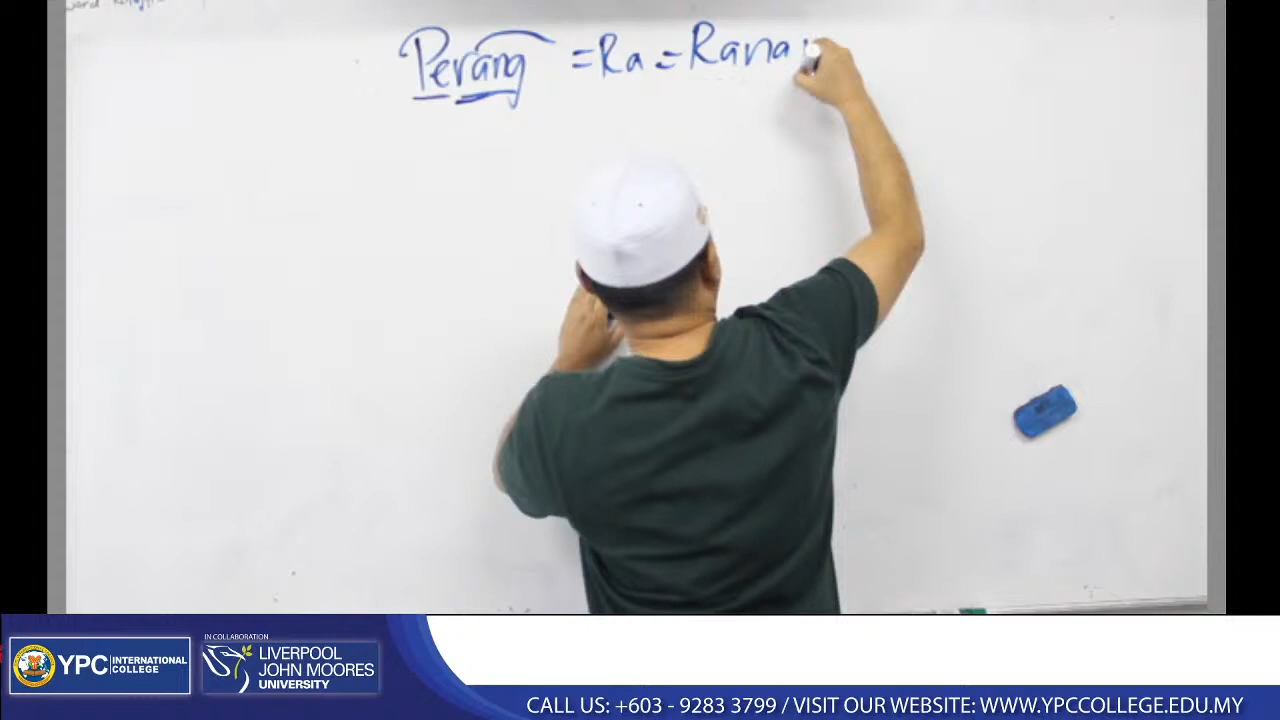 Perang = Ra = Rana
YPC INTERNATIONAL COLLEGE
IN COLLABORATION
LIVERPOOL JOHN MOORES UNIVERSITY
CALL US: +603 - 9283 3799 / VISIT OUR WEBSITE: WWW.YPCCOLLEGE.EDU.MY